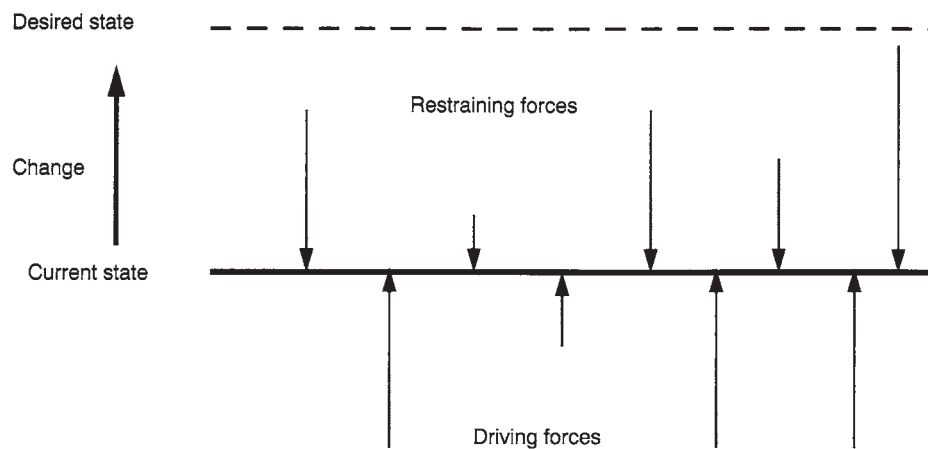 Desired state
Restraining forces
Change
Current state
Driving forces